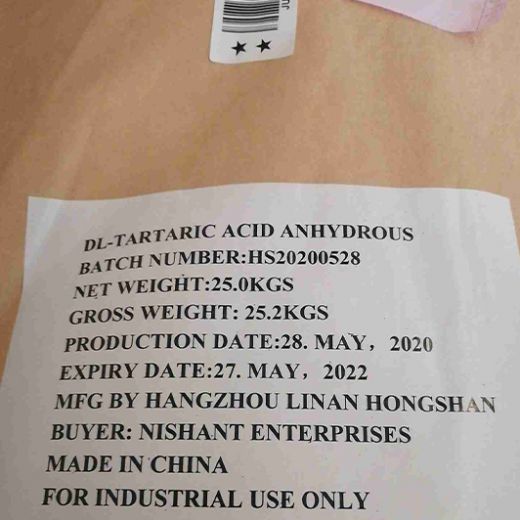 ★★
DL-TARTARIC ACID ANHYDROUS
BATCH NUMBER:HS20200528
NET WEIGHT:25.0KGS
GROSS WEIGHT: 25.2KGS
PRODUCTION DATE:28. MAY, 2020
EXPIRY DATE:27. MAY, 2022
MFG BY HANGZHOU LINAN HONGSHAN
BUYER: NISHANT ENTERPRISES
MADE IN CHINA
FOR INDUSTRIAL USE ONLY